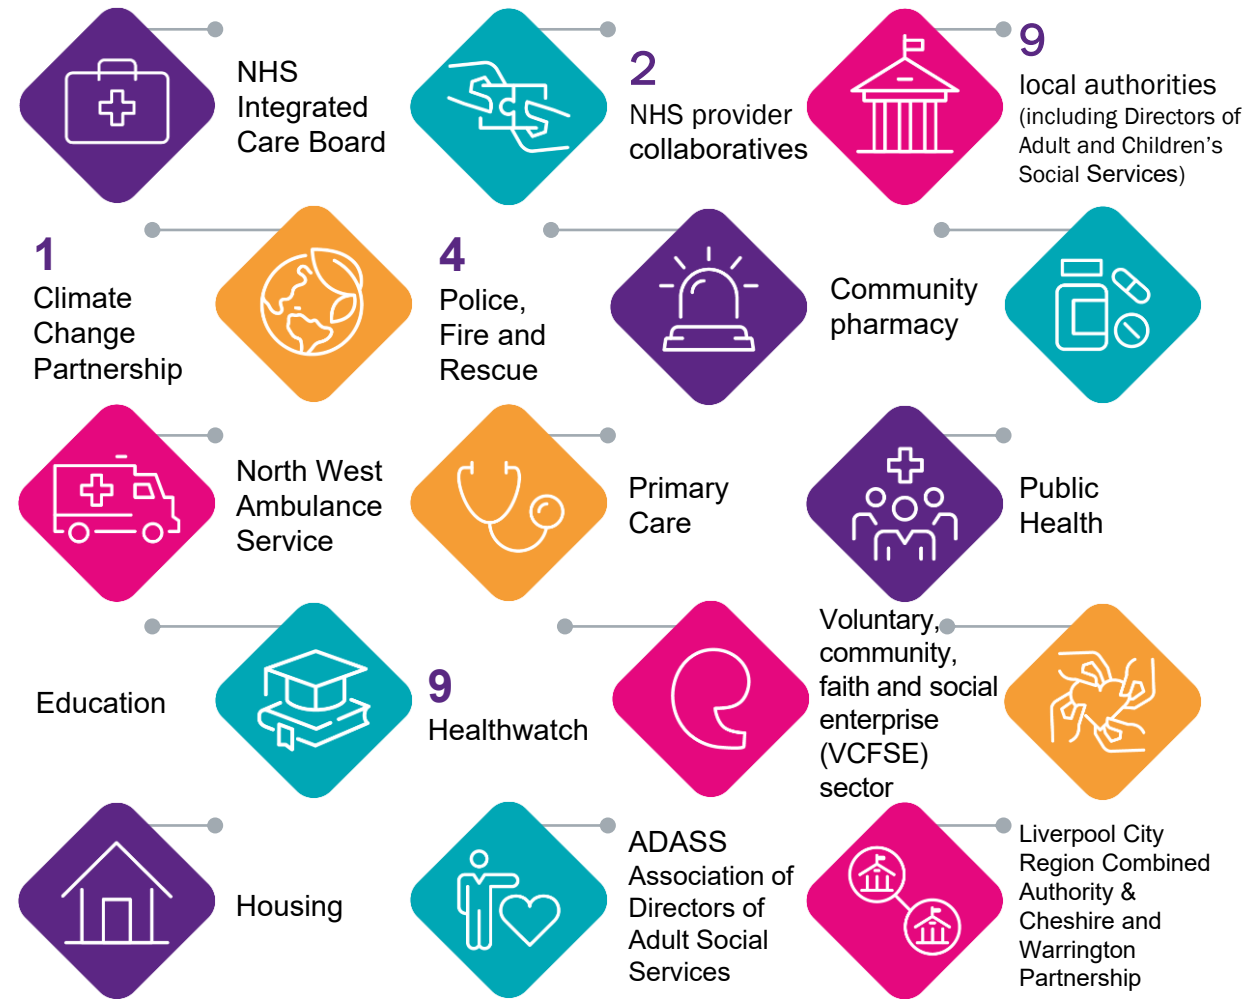 NHS
Integrated
Care Board
2
NHS provider
collaboratives
9
local authorities
(including Directors of
Adult and Children’s
Social Services)
1
Climate
Change
Partnership
4
Police,
Fire and
Rescue
Community
pharmacy
North West
Ambulance
Service
Primary
Care
Public
Health
Education
9
Healthwatch
Voluntary,
community,
faith and social
enterprise
(VCFSE)
sector
Housing
ADASS
Association of
Directors of
Adult Social
Services
Liverpool City
Region Combined
Authority &
Cheshire and
Warrington
Partnership